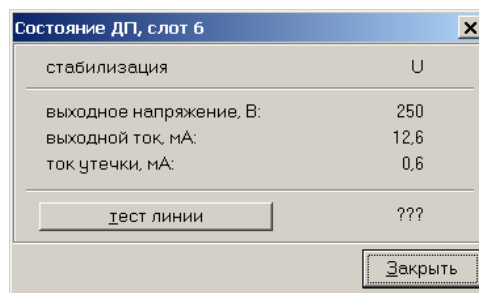 Состояние ДП, слот 6
стабилизация U
выходное напряжение, В: 250
выходной ток, мА: 12,6
ток утечки, мА: 0,6
тест линии ???
Закрыть